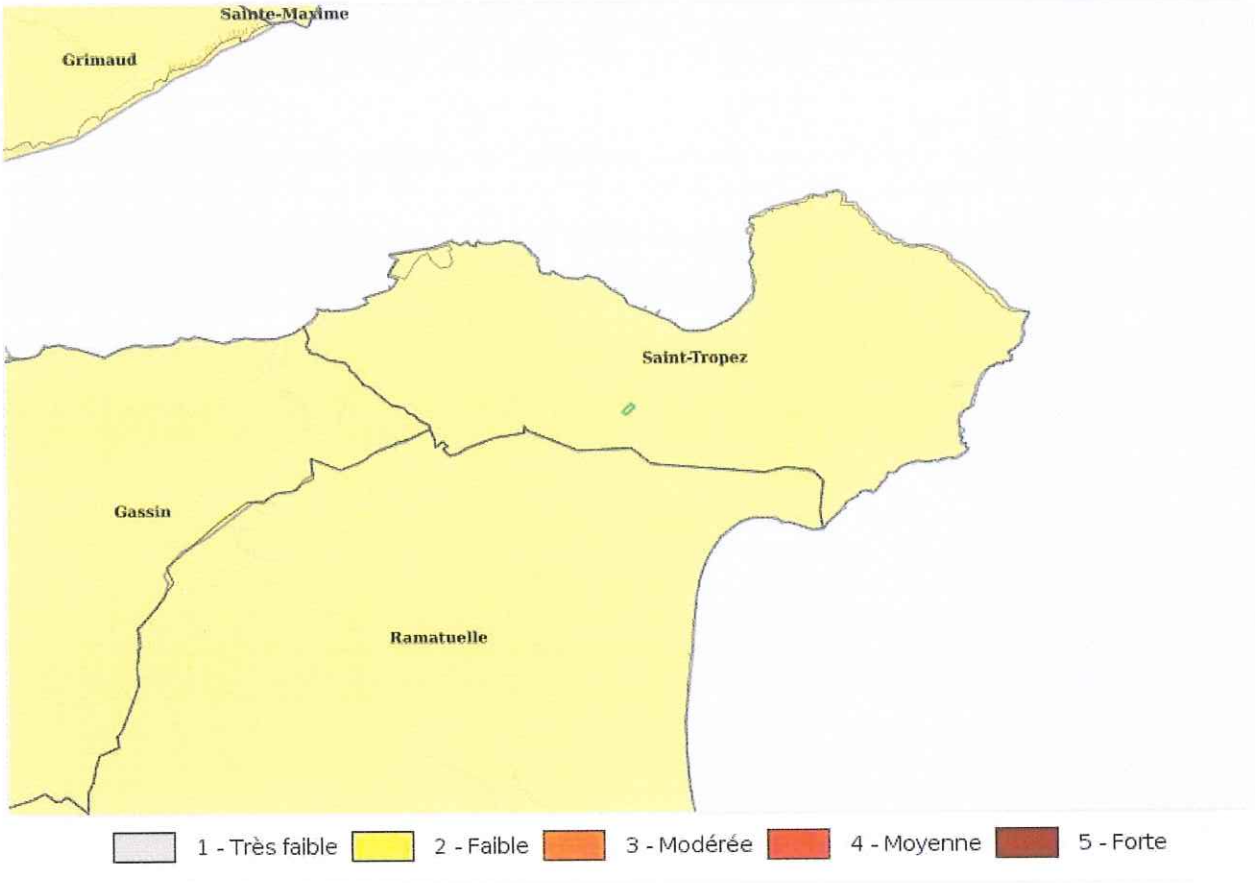 Sainte-Maxime
Grimaud
Saint-Tropez
Gassin
Ramatuelle
1 - Très faible 2 - Faible 3 - Modérée 4 - Moyenne 5 - Forte